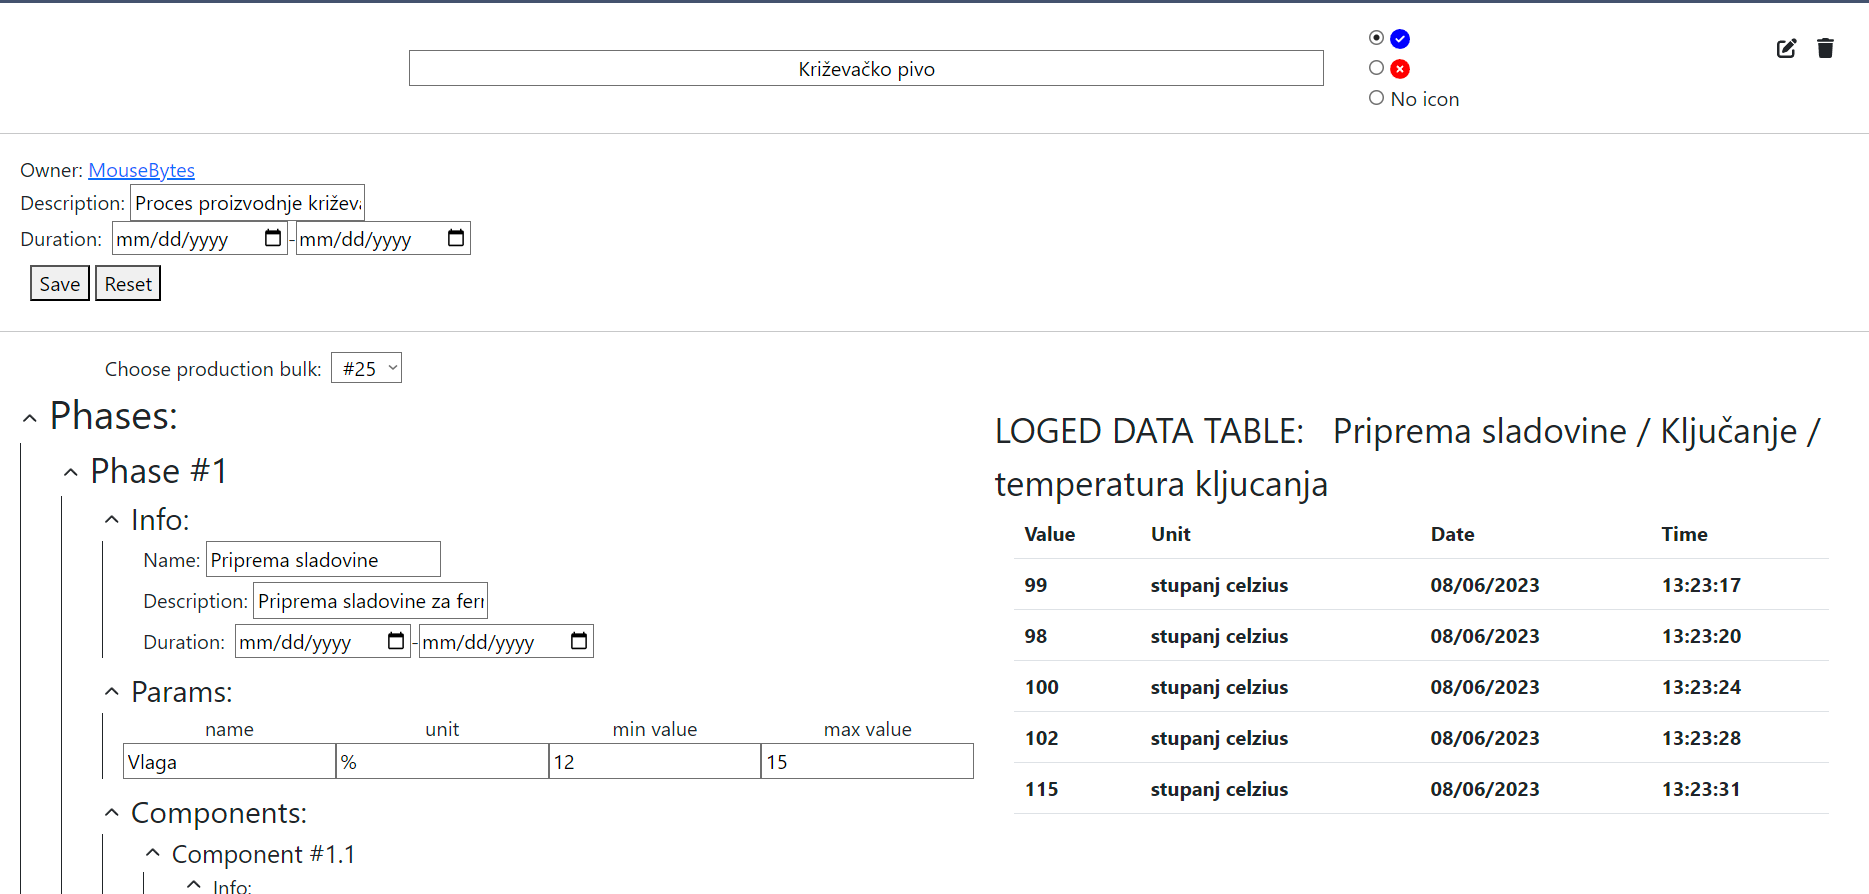 Križevačko pivo
No icon
Owner: MouseBytes
Description: Proces proizvodnje križeva
Duration: mm/dd/yyyy - mm/dd/yyyy
Save Reset
Choose production bulk: #25
Phases:
Phase #1
Info:
Name: Priprema sladovine
Description: Priprema sladovine za fer
Duration: mm/dd/yyyy - mm/dd/yyyy
Params:
name unit min value max value
Vlaga % 12 15
Components:
Component #1.1
Info:
LOGED DATA TABLE: Priprema sladovine / Ključanje /
temperatura kljucanja
Value Unit Date Time
99 stupanj celzius 08/06/2023 13:23:17
98 stupanj celzius 08/06/2023 13:23:20
100 stupanj celzius 08/06/2023 13:23:24
102 stupanj celzius 08/06/2023 13:23:28
115 stupanj celzius 08/06/2023 13:23:31